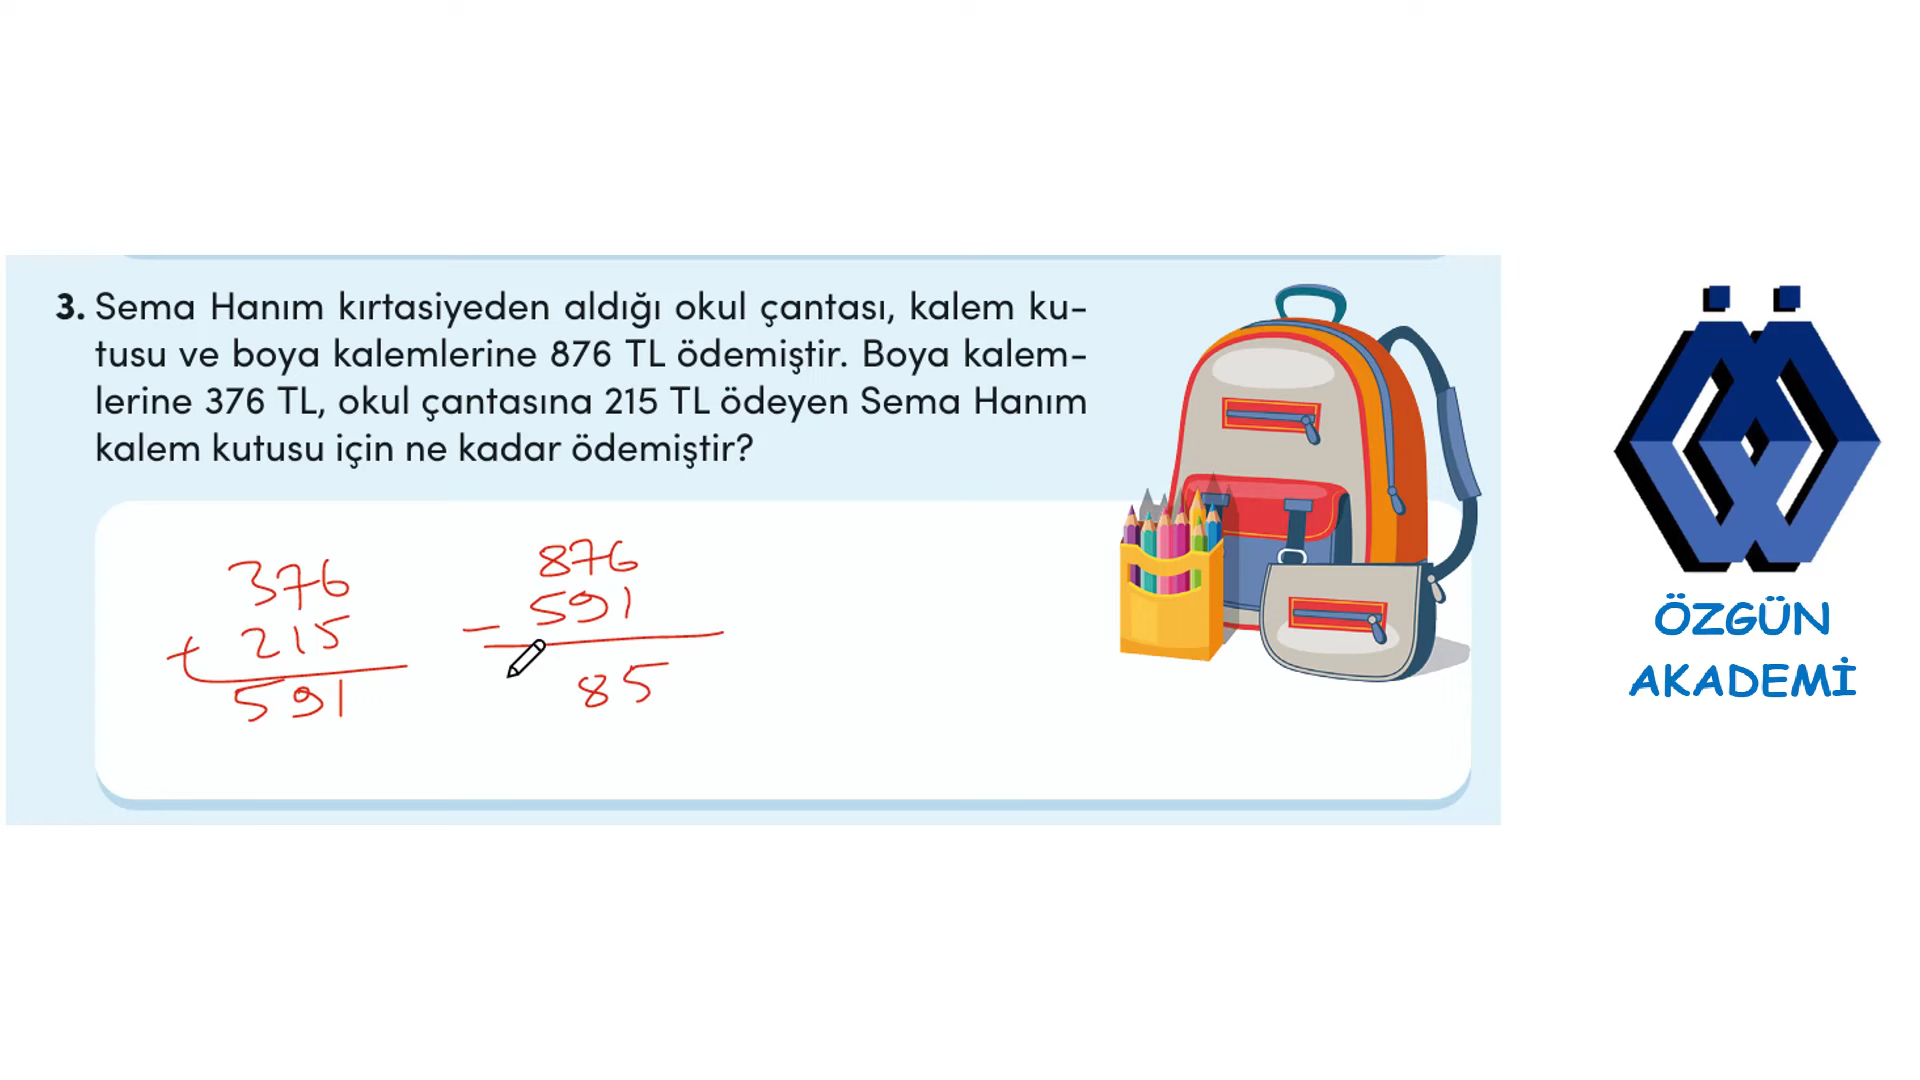 3. Sema Hanım kırtasiyeden aldığı okul çantası, kalem ku-
tusu ve boya kalemlerine 876 TL ödemiştir. Boya kalem-
lerine 376 TL, okul çantasına 215 TL ödeyen Sema Hanım
kalem kutusu için ne kadar ödemiştir?
376
+ 215
591
876
- 591
85
ÖZGÜN
AKADEMİ